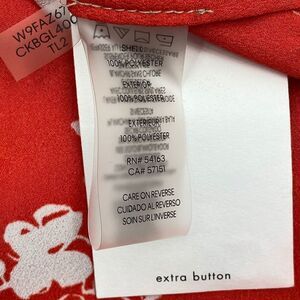 W9FAZ67
CKBGL400
TL2
SHELL
100% POLYESTER
EXTERIOR
100% POLYESTER
EXTERIEUR
100% POLYESTER
RN# 54163
CA# 57151
CARE ON REVERSE
CUIDADO AL REVERSO
SOIN SUR L'INVERSE
extra button